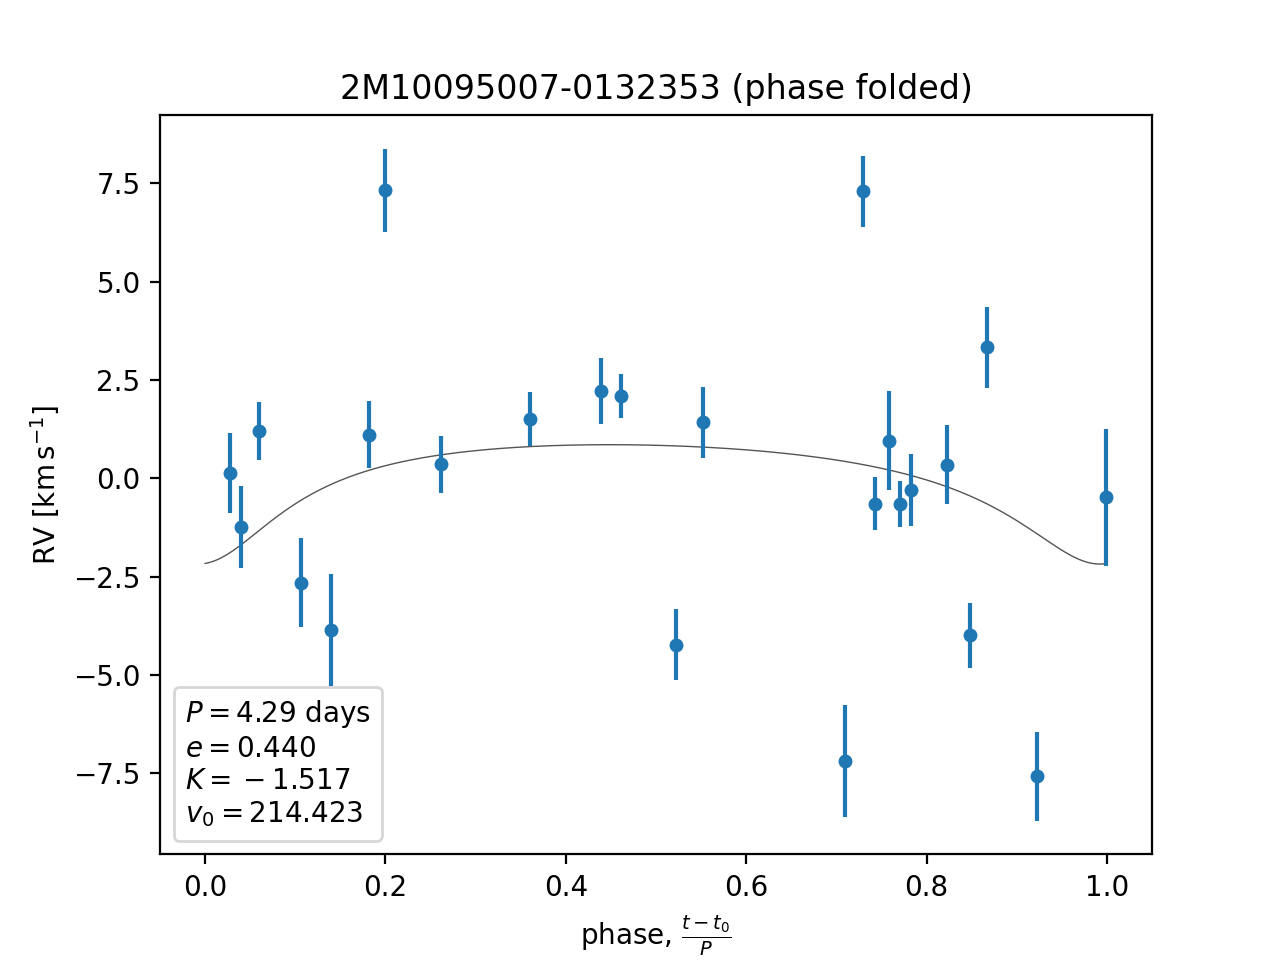 2M10095007-0132353 (phase folded)
7.5
5.0
2.5
0.0
−2.5
−5.0
−7.5
RV [km s⁻¹]
P = 4.29 days
e = 0.440
K = −1.517
v₀ = 214.423
0.0 0.2 0.4 0.6 0.8 1.0
phase, (t − t₀)/P